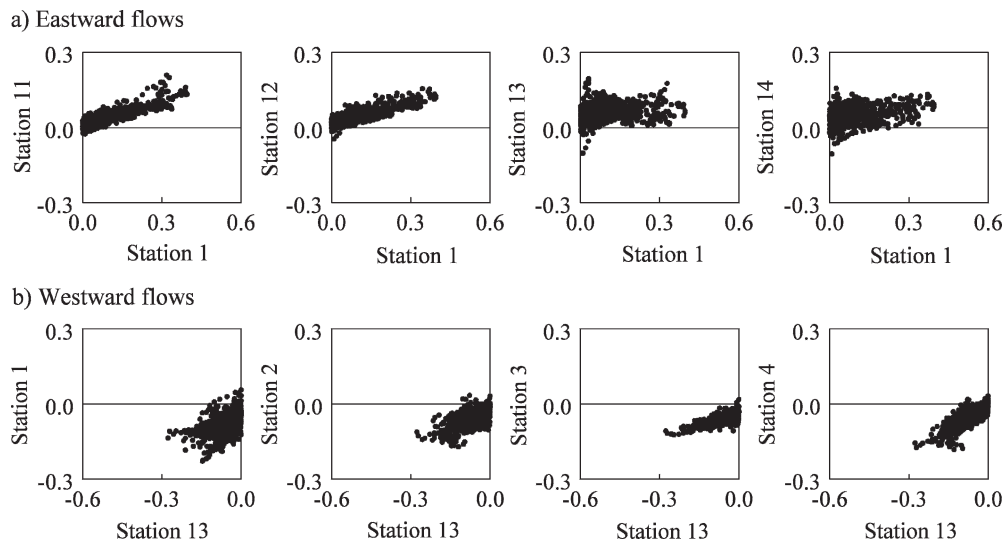 a) Eastward flows
0.3 0.3 0.3 0.3
Station 11 Station 12 Station 13 Station 14
0.0 0.0 0.0 0.0
-0.3 -0.3 -0.3 -0.3
0.0 0.3 0.6 0.0 0.3 0.6 0.0 0.3 0.6 0.0 0.3 0.6
Station 1 Station 1 Station 1 Station 1
b) Westward flows
0.3 0.3 0.3 0.3
Station 1 Station 2 Station 3 Station 4
0.0 0.0 0.0 0.0
-0.3 -0.3 -0.3 -0.3
-0.6 -0.3 0.0 -0.6 -0.3 0.0 -0.6 -0.3 0.0 -0.6 -0.3 0.0
Station 13 Station 13 Station 13 Station 13